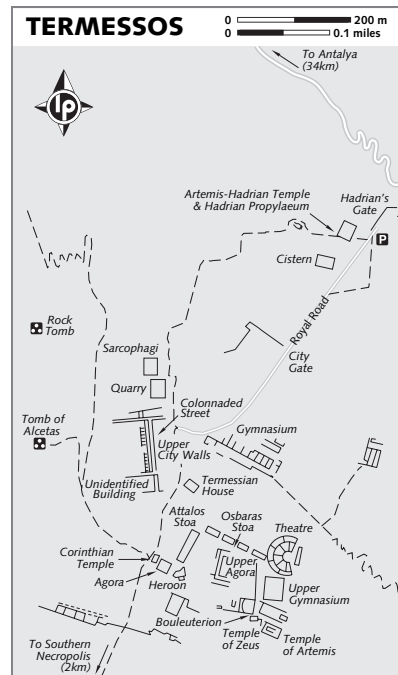 TERMESSOS
0 200 m
0 0.1 miles
To Antalya
(34km)
lp
Artemis-Hadrian Temple
& Hadrian Propylaeum
Hadrian's
Gate
P
Cistern
Royal Road
City
Gate
Rock
Tomb
Sarcophagi
Quarry
Colonnaded
Street
Tomb of
Alcetas
Upper
City Walls
Gymnasium
Unidentified
Building
Termessian
House
Attalos
Stoa
Osbaras
Stoa
Theatre
Corinthian
Temple
Upper
Agora
Agora
Heroon
Upper
Gymnasium
Bouleuterion
Temple
of Zeus
Temple
of Artemis
To Southern
Necropolis
(2km)